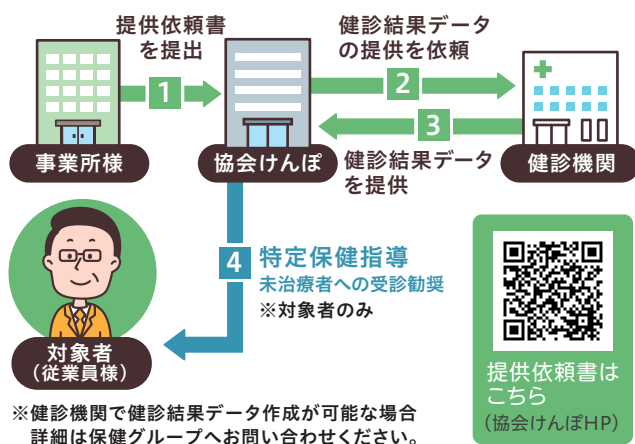 提供依頼書
を提出
健診結果データ
の提供を依頼
1
2
3
事業所様
協会けんぽ
健診結果データ
を提供
健診機関
4
特定保健指導
未治療者への受診勧奨
※対象者のみ
対象者
(従業員様)
提供依頼書は
こちら
(協会けんぽHP)
※健診機関で健診結果データ作成が可能な場合
詳細は保健グループへお問い合わせください。